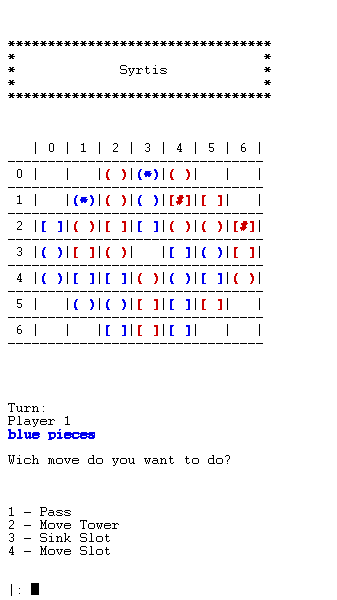 *******************************
*                             *
*            Syrtis           *
*                             *
*******************************
| 0 | 1 | 2 | 3 | 4 | 5 | 6 |
0 | | |( )|(*)|( )| | |
1 | |(*)|( )|( )|[#]|[ ]| |
2 |[ ]|( )|[ ]|[ ]|( )|( )|[#]|
3 |( )|[ ]|( )| |[ ]|( )|[ ]|
4 |( )|[ ]|[ ]|( )|[ ]|[ ]|( )|
5 | |( )|( )|[ ]|[ ]|[ ]| |
6 | | |[ ]|[ ]|[ ]| | |
Turn:
Player 1
blue pieces
Wich move do you want to do?
1 - Pass
2 - Move Tower
3 - Sink Slot
4 - Move Slot
|: